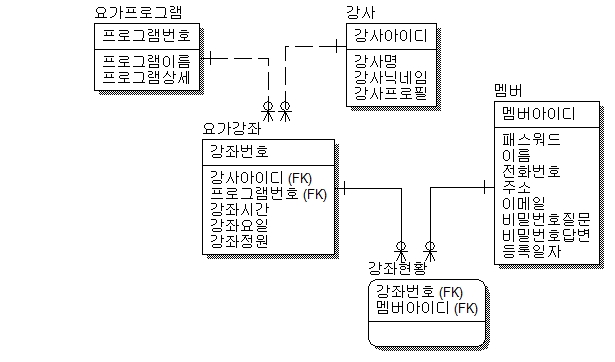 요가프로그램
프로그램번호
프로그램이름
프로그램상세
강사
강사아이디
강사명
강사닉네임
강사프로필
멤버
멤버아이디
패스워드
이름
전화번호
주소
이메일
비밀번호질문
비밀번호답변
등록일자
요가강좌
강좌번호
강사아이디 (FK)
프로그램번호 (FK)
강좌시간
강좌요일
강좌정원
강좌현황
강좌번호 (FK)
멤버아이디 (FK)